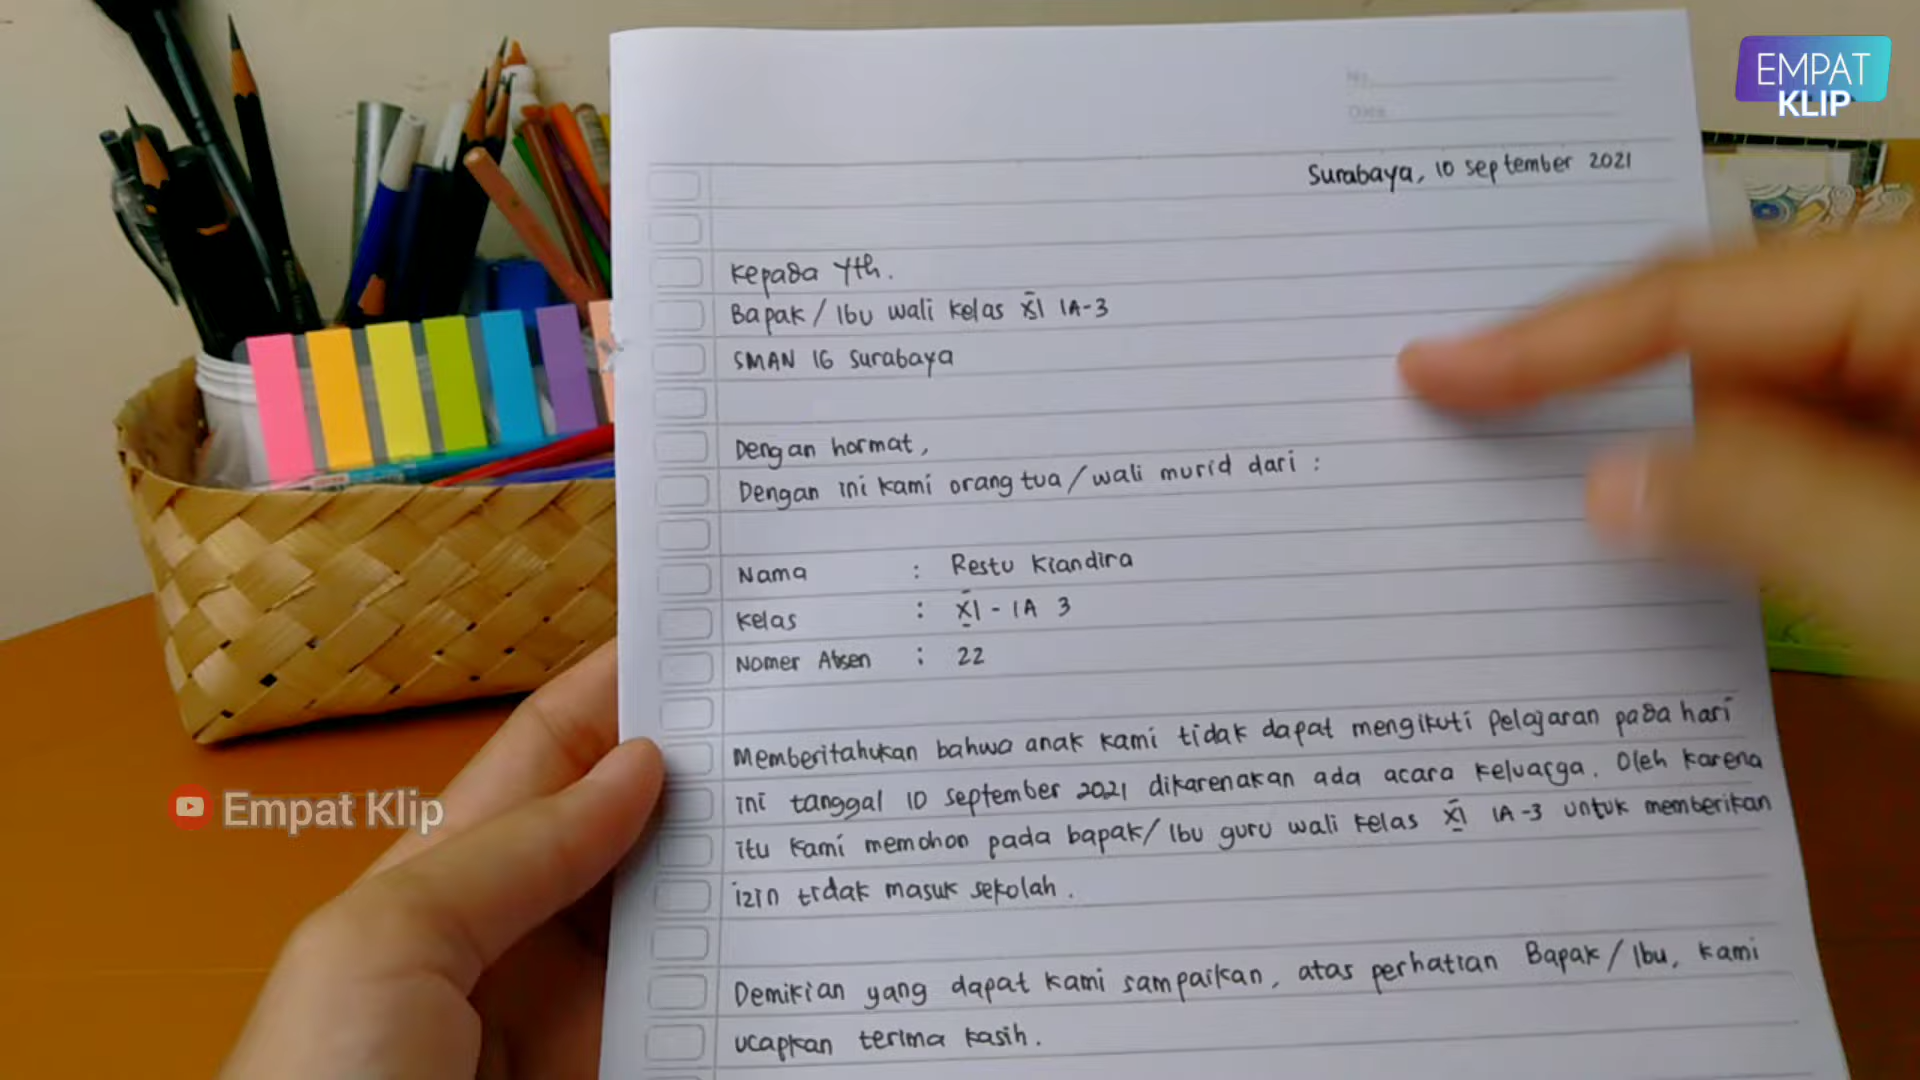 EMPAT
KLIP
No.
Date
Surabaya, 10 september 2021
Kepada Yth.
Bapak / Ibu wali kelas XI IA-3
SMAN 16 Surabaya
Dengan hormat,
Dengan ini kami orang tua / wali murid dari :
Nama : Restu Kiandira
Kelas : XI - IA 3
Nomer Absen : 22
Memberitahukan bahwa anak kami tidak dapat mengikuti pelajaran pada hari
ini tanggal 10 september 2021 dikarenakan ada acara keluarga. Oleh karena
itu kami memohon pada bapak/ Ibu guru wali kelas XI IA-3 untuk memberikan
izin tidak masuk sekolah.
Demikian yang dapat kami sampaikan, atas perhatian Bapak / Ibu, kami
ucapkan terima kasih.
Empat Klip